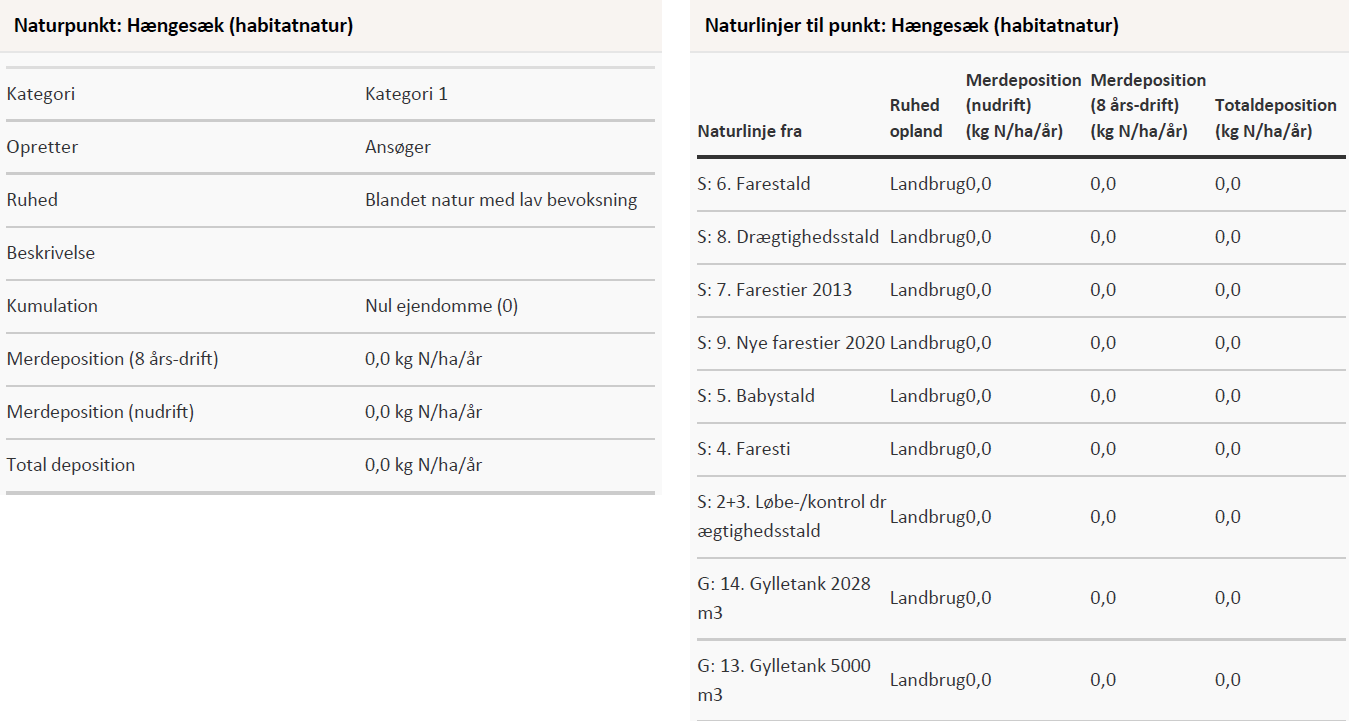 Naturpunkt: Hængesæk (habitatnatur)
Kategori Kategori 1
Opretter Ansøger
Ruhed Blandet natur med lav bevoksning
Beskrivelse
Kumulation Nul ejendomme (0)
Merdeposition (8 års-drift) 0,0 kg N/ha/år
Merdeposition (nudrift) 0,0 kg N/ha/år
Total deposition 0,0 kg N/ha/år
Naturlinjer til punkt: Hængesæk (habitatnatur)
Merdeposition Merdeposition
Ruhed (nudrift) (8 års-drift) Totaldeposition
Naturlinje fra opland (kg N/ha/år) (kg N/ha/år) (kg N/ha/år)
S: 6. Farestald Landbrug 0,0 0,0 0,0
S: 8. Drægtighedsstald Landbrug 0,0 0,0 0,0
S: 7. Farestier 2013 Landbrug 0,0 0,0 0,0
S: 9. Nye farestier 2020 Landbrug 0,0 0,0 0,0
S: 5. Babystald Landbrug 0,0 0,0 0,0
S: 4. Faresti Landbrug 0,0 0,0 0,0
S: 2+3. Løbe-/kontrol dr
ægtighedsstald Landbrug 0,0 0,0 0,0
G: 14. Gylletank 2028
m3 Landbrug 0,0 0,0 0,0
G: 13. Gylletank 5000
m3 Landbrug 0,0 0,0 0,0